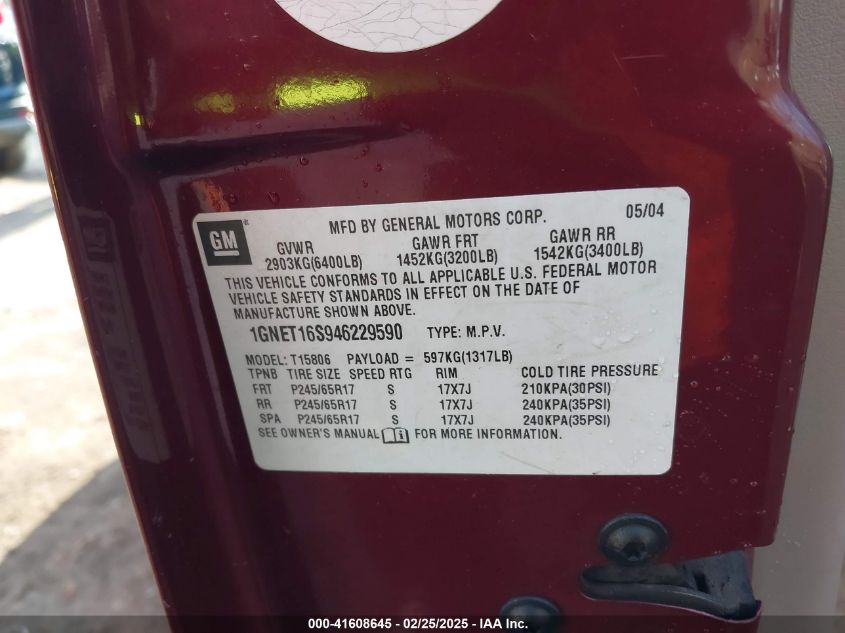 MFD BY GENERAL MOTORS CORP. 05/04
GM
GVWR GAWR FRT GAWR RR
2903KG(6400LB) 1452KG(3200LB) 1542KG(3400LB)
THIS VEHICLE CONFORMS TO ALL APPLICABLE U.S. FEDERAL MOTOR
VEHICLE SAFETY STANDARDS IN EFFECT ON THE DATE OF
MANUFACTURE SHOWN ABOVE.
1GNET16S946229590 TYPE: M.P.V.
MODEL: T15806 PAYLOAD = 597KG(1317LB)
TPNB TIRE SIZE SPEED RTG RIM COLD TIRE PRESSURE
FRT P245/65R17 S 17X7J 210KPA(30PSI)
RR P245/65R17 S 17X7J 240KPA(35PSI)
SPA P245/65R17 S 17X7J 240KPA(35PSI)
SEE OWNER'S MANUAL FOR MORE INFORMATION.
000-41608645 - 02/25/2025 - IAA Inc.